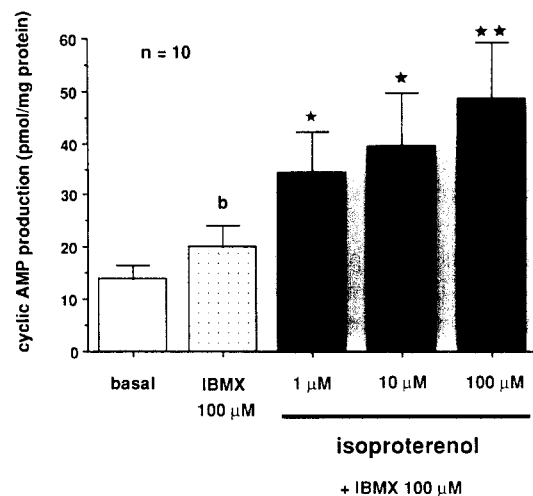 cyclic AMP production (pmol/mg protein)
60
50
40
30
20
10
0
n = 10
b
★
★
★★
basal
IBMX
100 µM
1 µM
10 µM
100 µM
isoproterenol
+ IBMX 100 µM